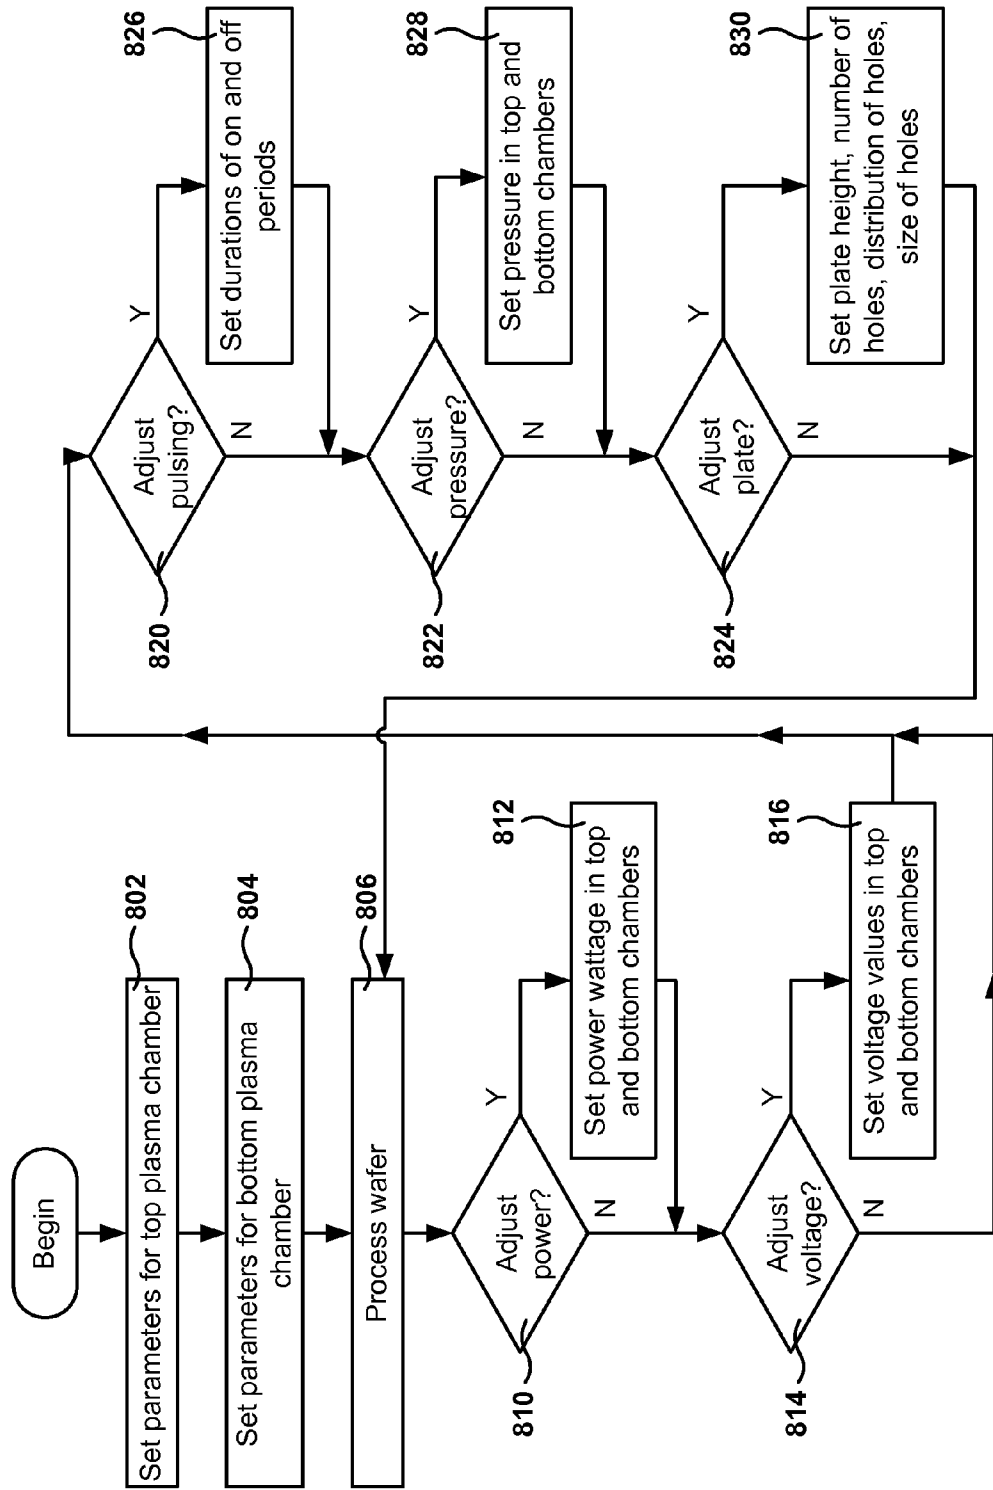 Begin
802
Set parameters for top plasma chamber
804
Set parameters for bottom plasma
chamber
806
Process wafer
810
Adjust
power?
Y
N
812
Set power wattage in top
and bottom chambers
814
Adjust
voltage?
Y
N
816
Set voltage values in top
and bottom chambers
820
Adjust
pulsing?
Y
N
826
Set durations of on and off
periods
822
Adjust
pressure?
Y
N
828
Set pressure in top and
bottom chambers
824
Adjust
plate?
Y
N
830
Set plate height, number of
holes, distribution of holes,
size of holes